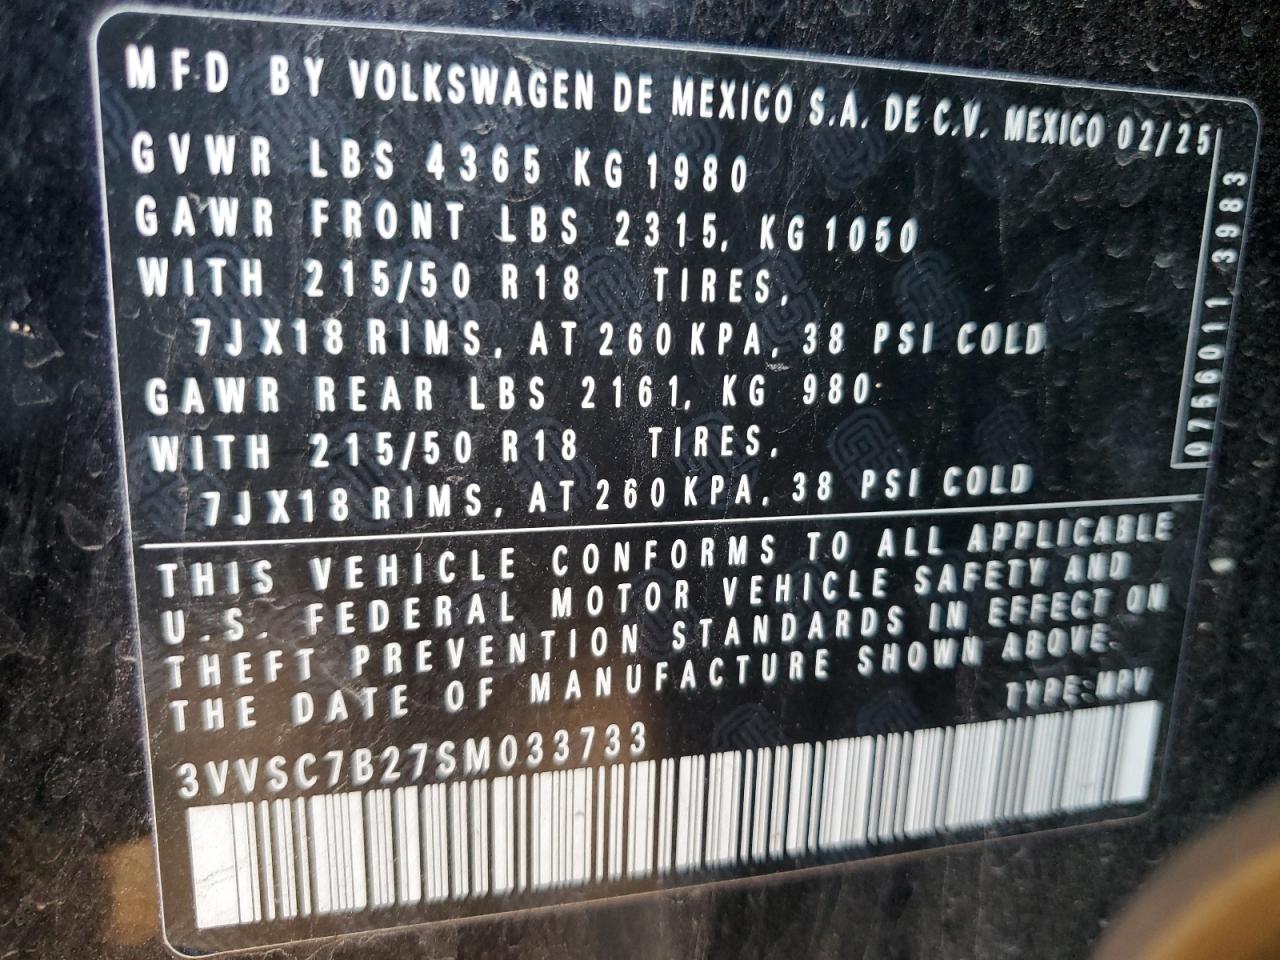 MFD BY VOLKSWAGEN DE MEXICO S.A. DE C.V. MEXICO 02/25
GVWR LBS 4365 KG 1980
GAWR FRONT LBS 2315, KG 1050
WITH 215/50 R18 TIRES,
7JX18 RIMS, AT 260 KPA, 38 PSI COLD
GAWR REAR LBS 2161, KG 980
WITH 215/50 R18 TIRES,
7JX18 RIMS, AT 260 KPA, 38 PSI COLD
0756011 3983
THIS VEHICLE CONFORMS TO ALL APPLICABLE
U.S. FEDERAL MOTOR VEHICLE SAFETY AND
THEFT PREVENTION STANDARDS IN EFFECT ON
THE DATE OF MANUFACTURE SHOWN ABOVE.
TYPE:MPV
3VVSC7B27SM033733